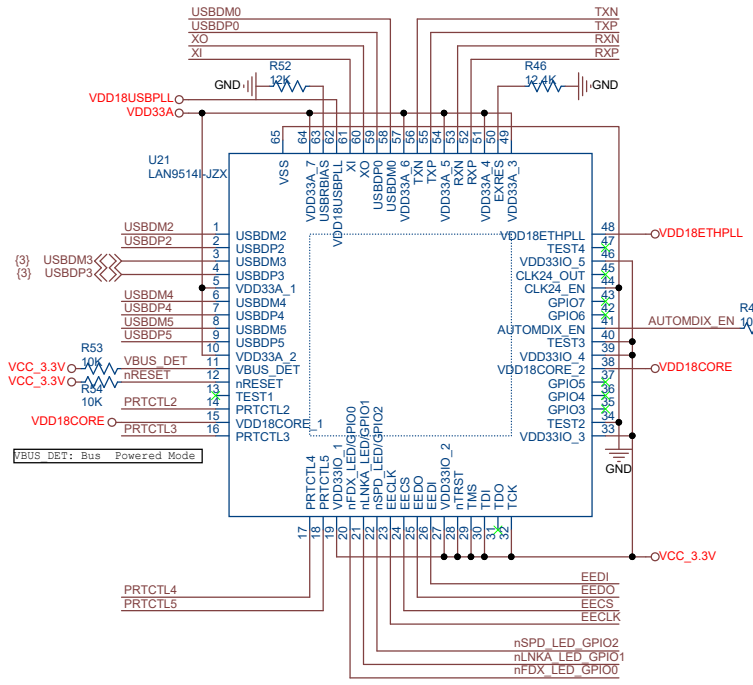 USBDM0
USBDP0
XO
XI
TXN
TXP
RXN
RXP
R52
12K
GND
R46
12.4K
GND
VDD18USBPLL
VDD33A
65
64
63
62
61
60
59
58
57
56
55
54
53
52
51
50
49
U21
LAN9514I-JZX
VSS
VDD33A_7
USBRBIAS
VDD18USBPLL
XI
XO
USBDP0
USBDM0
VDD33A_6
TXN
TXP
VDD33A_5
RXN
RXP
VDD33A_4
EXRES
VDD33A_3
USBDM2 1 USBDM2
USBDP2 2 USBDP2
{3} USBDM3 3 USBDM3
{3} USBDP3 4 USBDP3
5 VDD33A_1
USBDM4 6 USBDM4
USBDP4 7 USBDP4
USBDM5 8 USBDM5
USBDP5 9 USBDP5
10 VDD33A_2
R53
10K
VCC_3.3V VBUS_DET 11 VBUS_DET
VCC_3.3V nRESET 12 nRESET
R54
10K
13 TEST1
PRTCTL2 14 PRTCTL2
VDD18CORE 15 VDD18CORE_1
PRTCTL3 16 PRTCTL3
VBUS_DET: Bus Powered Mode
VDD18ETHPLL 48 VDD18ETHPLL
TEST4 47
VDD33IO_5 46
CLK24_OUT 45
CLK24_EN 44
GPIO7 43
GPIO6 42
AUTOMDIX_EN 41 AUTOMDIX_EN
R4
10
TEST3 40
VDD33IO_4 39
VDD18CORE_2 38 VDD18CORE
GPIO5 37
GPIO4 36
GPIO3 35
TEST2 34
VDD33IO_3 33
GND
PRTCTL4
PRTCTL5
VDD33IO_1
nFDX_LED/GPIO0
nLNKA_LED/GPIO1
nSPD_LED/GPIO2
EECLK
EECS
EEDO
EEDI
VDD33IO_2
nTRST
TMS
TDI
TDO
TCK
17
18
19
20
21
22
23
24
25
26
27
28
29
30
31
32
VCC_3.3V
PRTCTL4
PRTCTL5
EEDI
EEDO
EECS
EECLK
nSPD_LED_GPIO2
nLNKA_LED_GPIO1
nFDX_LED_GPIO0